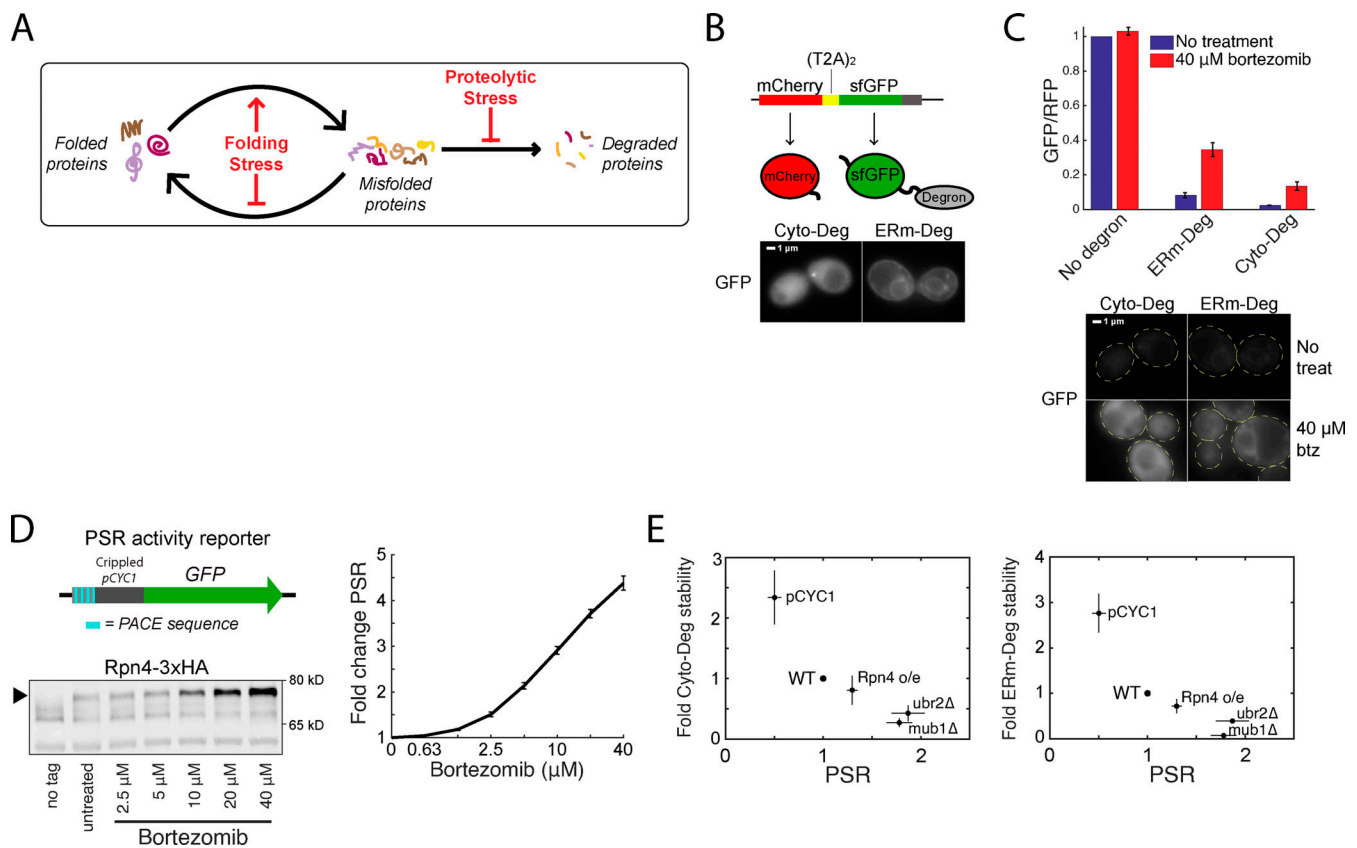 A
Folded
proteins
Folding
Stress
Misfolded
proteins
Proteolytic
Stress
Degraded
proteins
B
(T2A)2
mCherry
sfGFP
mCherry
sfGFP
Degron
Cyto-Deg
ERm-Deg
1 µm
GFP
C
No treatment
40 µM bortezomib
GFP/RFP
1
0.8
0.6
0.4
0.2
0
No degron
ERm-Deg
Cyto-Deg
Cyto-Deg
ERm-Deg
1 µm
GFP
No
treat
40 µM
btz
D
PSR activity reporter
Crippled
pCYC1
GFP
= PACE sequence
Rpn4-3xHA
80 kD
65 kD
no tag
untreated
2.5 µM
5 µM
10 µM
20 µM
40 µM
Bortezomib
Fold change PSR
5
4
3
2
1
0 0.63 2.5 10 40
Bortezomib (µM)
E
Fold Cyto-Deg stability
3
2
1
0
pCYC1
WT
Rpn4 o/e
ubr2Δ
mub1Δ
0 1 2
PSR
Fold ERm-Deg stability
4
3
2
1
0
pCYC1
WT
Rpn4 o/e
ubr2Δ
mub1Δ
0 1 2
PSR